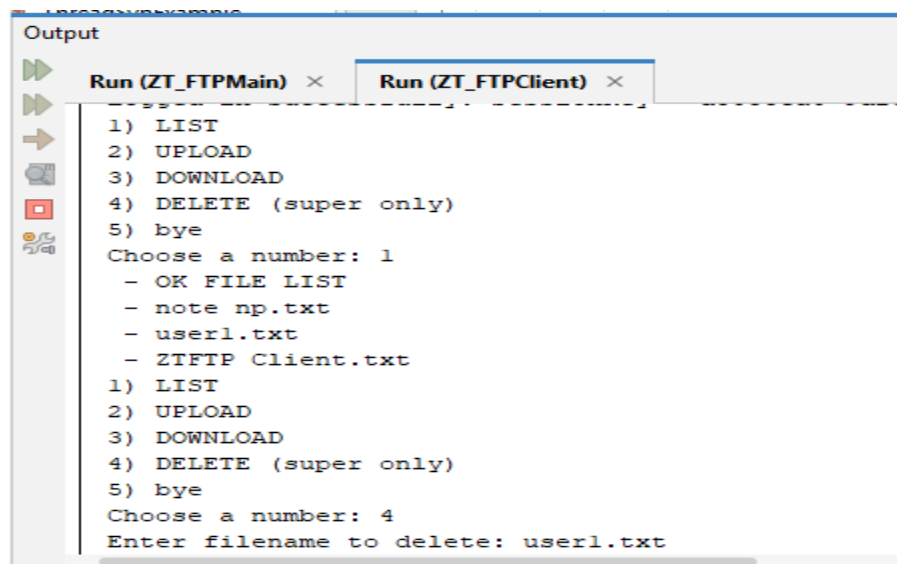 ThreadSynExample
Output
Run (ZT_FTPMain) × Run (ZT_FTPClient) ×
1) LIST
2) UPLOAD
3) DOWNLOAD
4) DELETE (super only)
5) bye
Choose a number: 1
- OK FILE LIST
- note np.txt
- user1.txt
- ZTFTP Client.txt
1) LIST
2) UPLOAD
3) DOWNLOAD
4) DELETE (super only)
5) bye
Choose a number: 4
Enter filename to delete: user1.txt